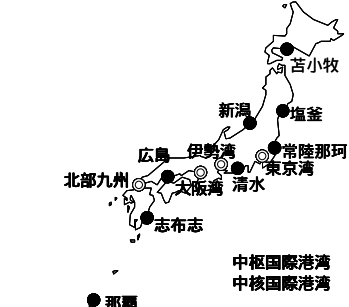 苫小牧
新潟
塩釜
広島
伊勢湾
常陸那珂
東京湾
北部九州
大阪湾
清水
志布志
中枢国際港湾
中核国際港湾
那覇